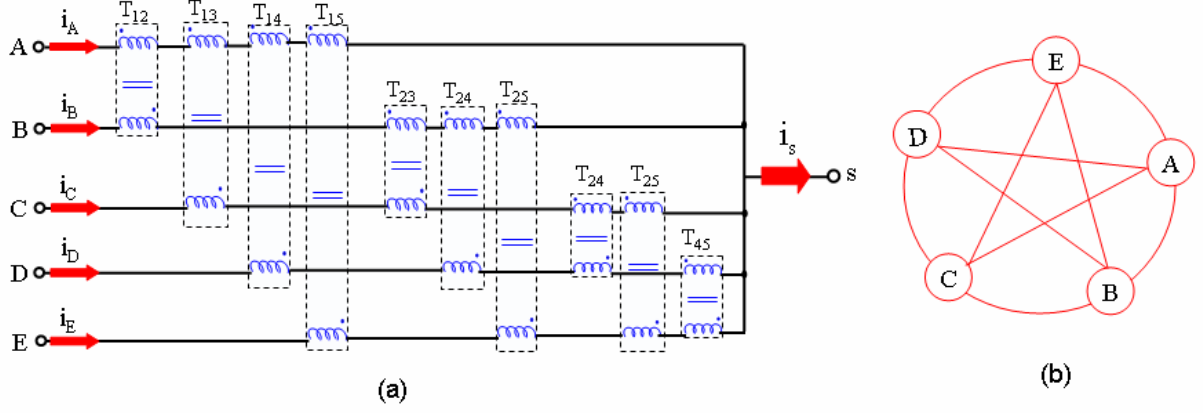 T12 T13 T14 T15
A iA
B iB T23 T24 T25
is s
C iC T24 T25
D iD T45
E iE
(a)
E
D A
C B
(b)